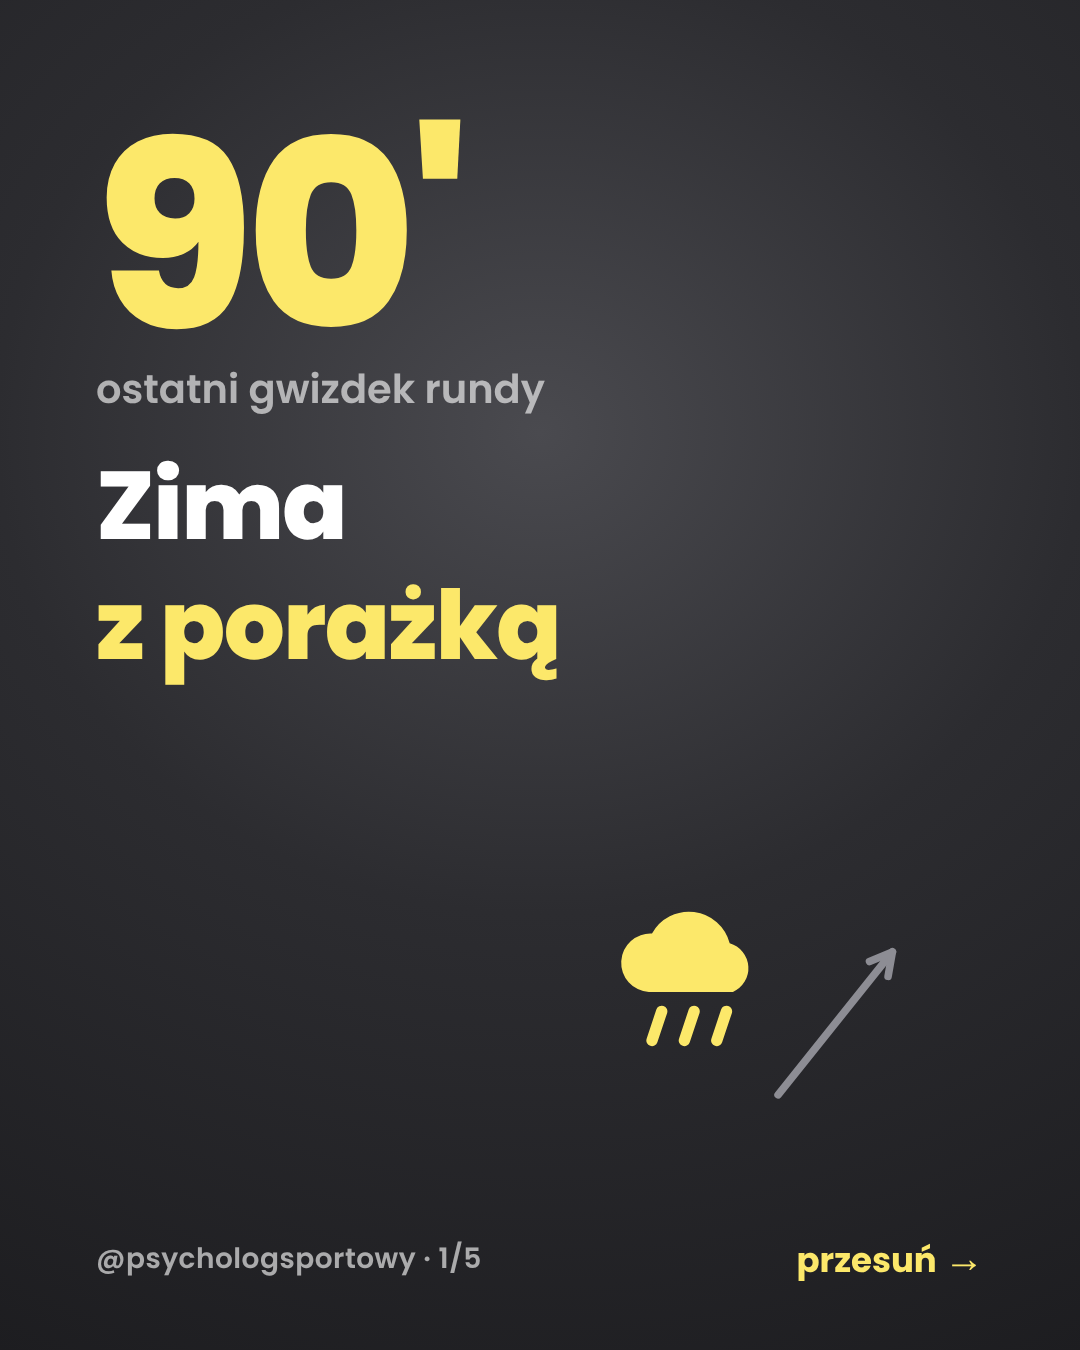 90'
ostatni gwizdek rundy
Zima
z porażką
@psychologsportowy · 1/5
przesuń →